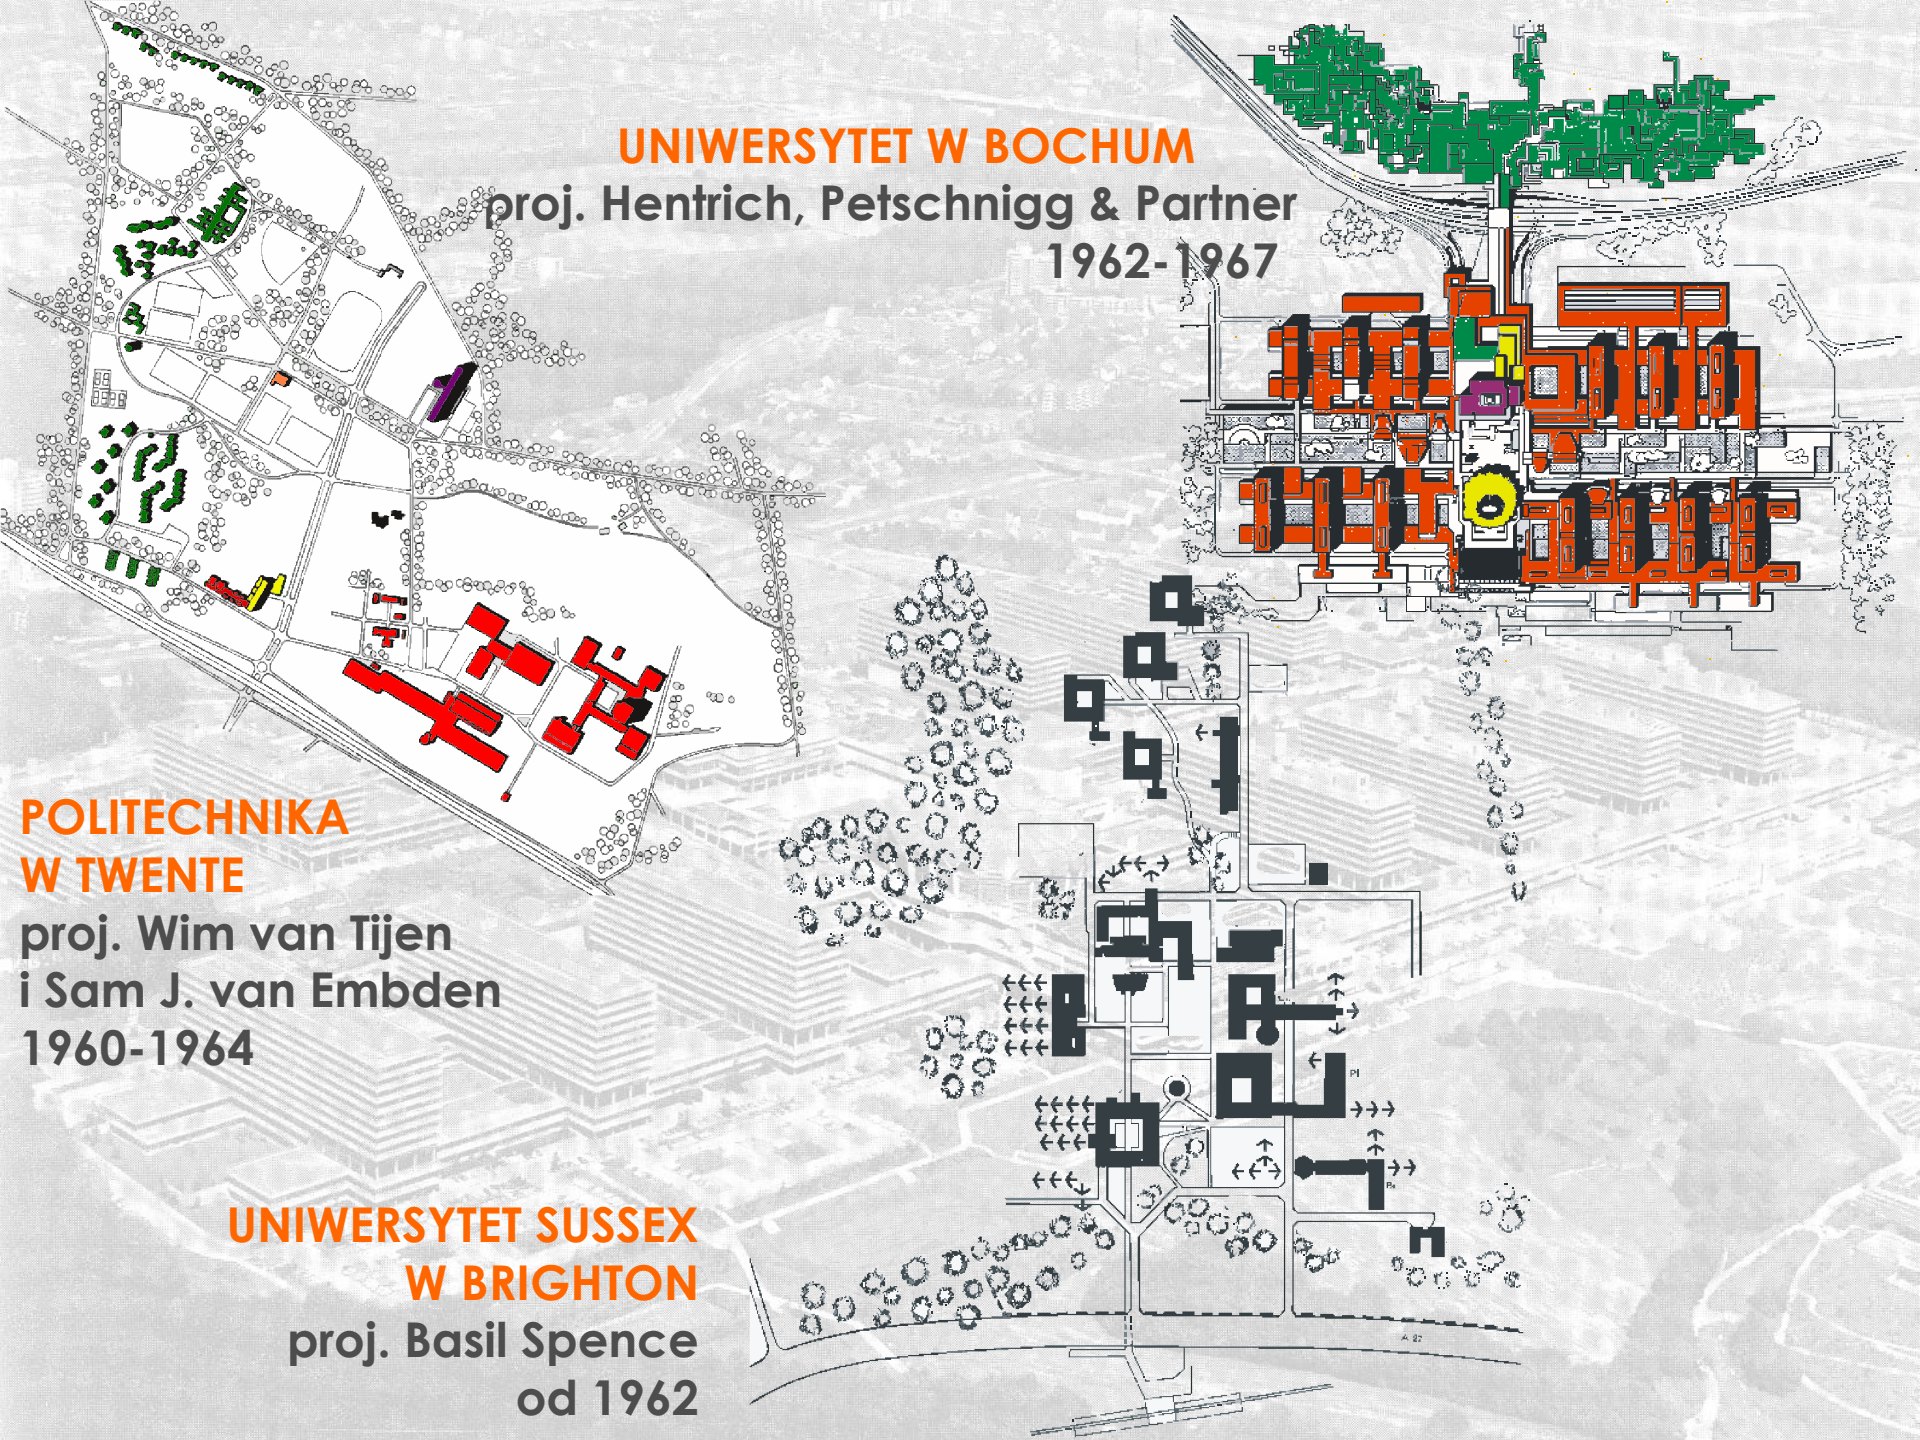 UNIWERSYTET W BOCHUM
proj. Hentrich, Petschnigg & Partner
1962-1967
POLITECHNIKA
W TWENTE
proj. Wim van Tijen
i Sam J. van Embden
1960-1964
UNIWERSYTET SUSSEX
W BRIGHTON
proj. Basil Spence
od 1962
A 27